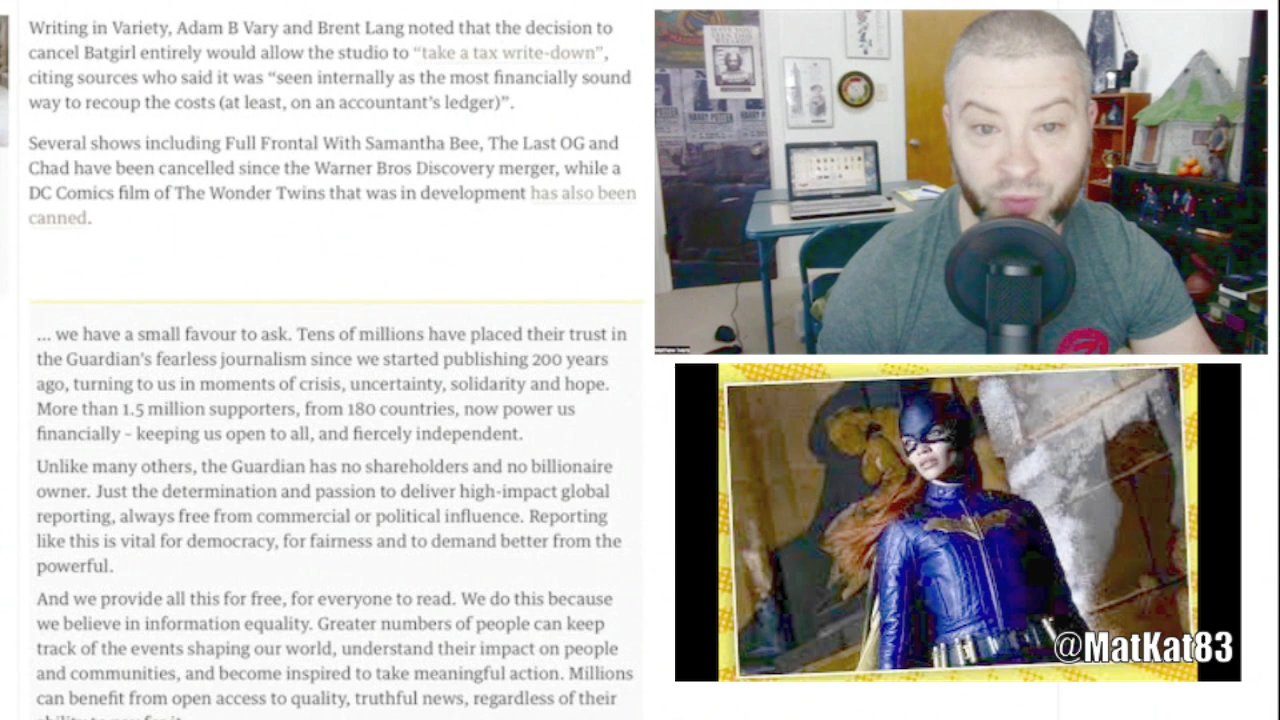 Writing in Variety, Adam B Vary and Brent Lang noted that the decision to
cancel Batgirl entirely would allow the studio to “take a tax write-down”,
citing sources who said it was “seen internally as the most financially sound
way to recoup the costs (at least, on an accountant’s ledger)”.
Several shows including Full Frontal With Samantha Bee, The Last OG and
Chad have been cancelled since the Warner Bros Discovery merger, while a
DC Comics film of The Wonder Twins that was in development has also been
canned.
... we have a small favour to ask. Tens of millions have placed their trust in
the Guardian’s fearless journalism since we started publishing 200 years
ago, turning to us in moments of crisis, uncertainty, solidarity and hope.
More than 1.5 million supporters, from 180 countries, now power us
financially – keeping us open to all, and fiercely independent.
Unlike many others, the Guardian has no shareholders and no billionaire
owner. Just the determination and passion to deliver high-impact global
reporting, always free from commercial or political influence. Reporting
like this is vital for democracy, for fairness and to demand better from the
powerful.
And we provide all this for free, for everyone to read. We do this because
we believe in information equality. Greater numbers of people can keep
track of the events shaping our world, understand their impact on people
and communities, and become inspired to take meaningful action. Millions
can benefit from open access to quality, truthful news, regardless of their
HARRY POTTER
@MatKat83